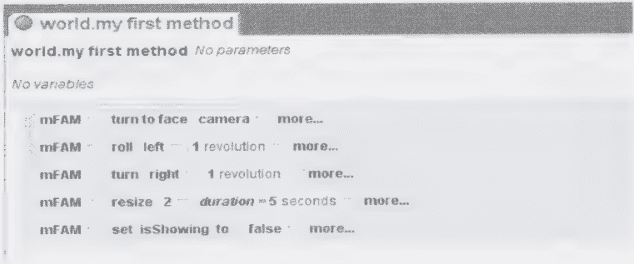 world.my first method
world.my first method No parameters
No variables
mFAM turn to face camera more...
mFAM roll left 1 revolution more...
mFAM turn right 1 revolution more...
mFAM resize 2 duration = 5 seconds more...
mFAM set isShowing to false more...